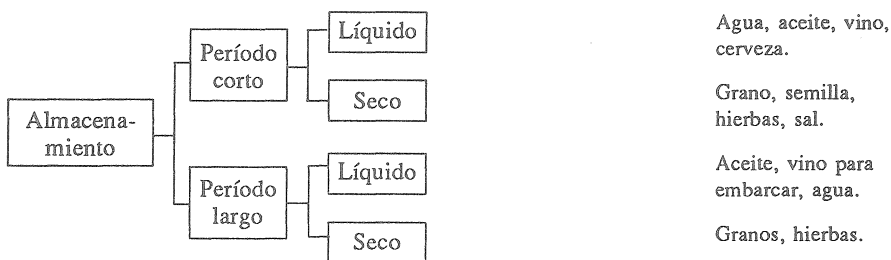 Almacena-
miento
Período
corto
Líquido
Agua, aceite, vino,
cerveza.
Seco
Grano, semilla,
hierbas, sal.
Período
largo
Líquido
Aceite, vino para
embarcar, agua.
Seco
Granos, hierbas.